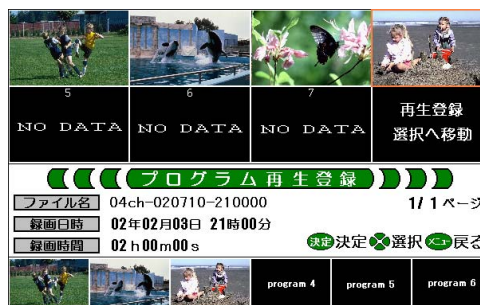 5 6 7
NO DATA NO DATA NO DATA 再生登録
選択へ移動
プログラム再生登録
ファイル名 04ch-020710-210000 1/ 1 ページ
録画日時 02年02月03日 21時00分
録画時間 02h00m00s 決定 決定 選択 メニュー 戻る
program 4 program 5 program 6